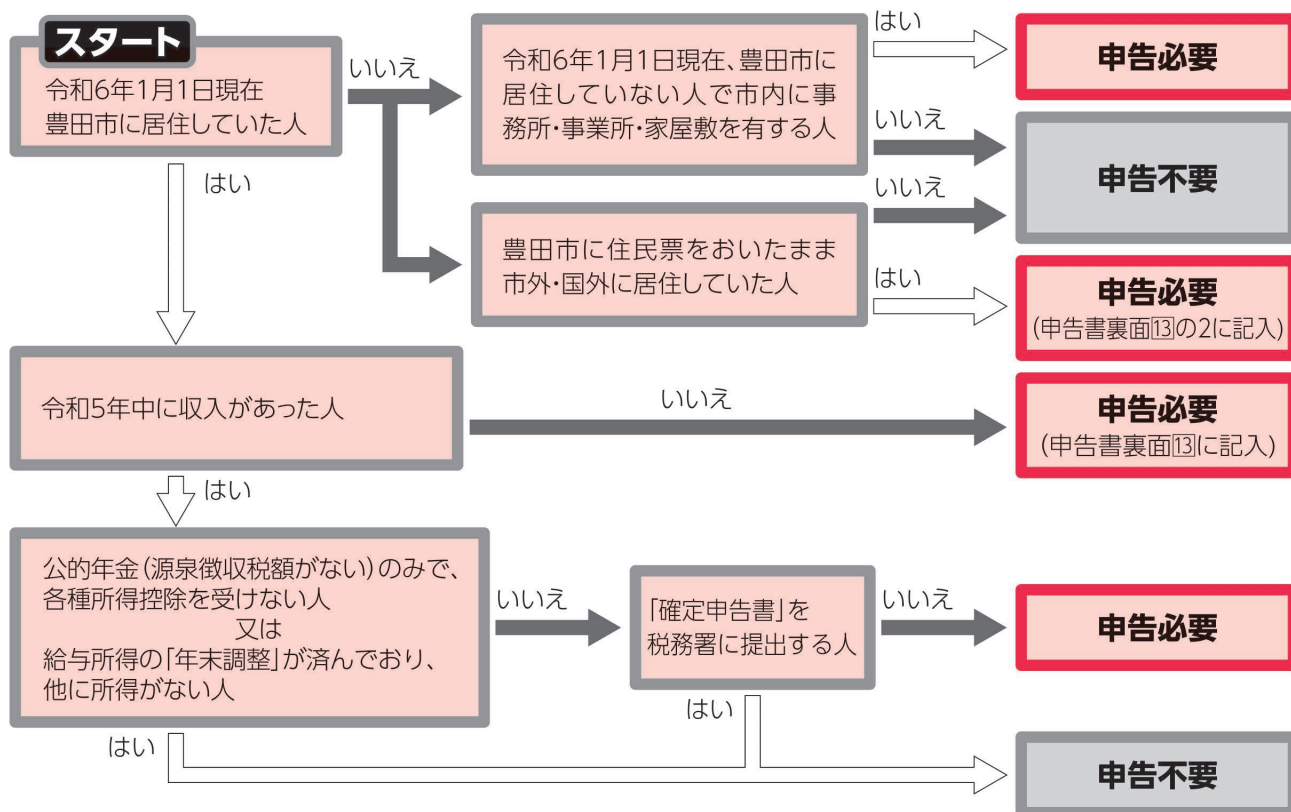 スタート
令和6年1月1日現在
豊田市に居住していた人
いいえ
はい
令和6年1月1日現在、豊田市に
居住していない人で市内に事
務所・事業所・家屋敷を有する人
はい
申告必要
いいえ
いいえ
申告不要
豊田市に住民票をおいたまま
市外・国外に居住していた人
はい
申告必要
(申告書裏面13の2に記入)
令和5年中に収入があった人
いいえ
申告必要
(申告書裏面13に記入)
はい
公的年金(源泉徴収税額がない)のみで、
各種所得控除を受けない人
又は
給与所得の「年末調整」が済んでおり、
他に所得がない人
いいえ
「確定申告書」を
税務署に提出する人
いいえ
申告必要
はい
はい
申告不要